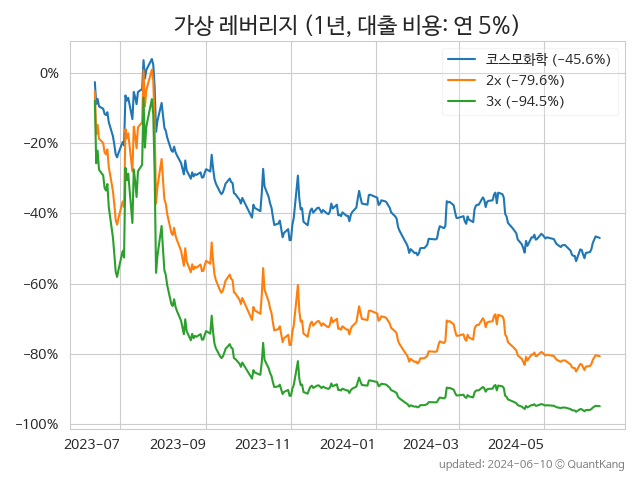 가상 레버리지 (1년, 대출 비용: 연 5%)
코스모화학 (−45.6%)
2x (−79.6%)
3x (−94.5%)
0%
−20%
−40%
−60%
−80%
−100%
2023-07 2023-09 2023-11 2024-01 2024-03 2024-05
updated: 2024-06-10 © QuantKang